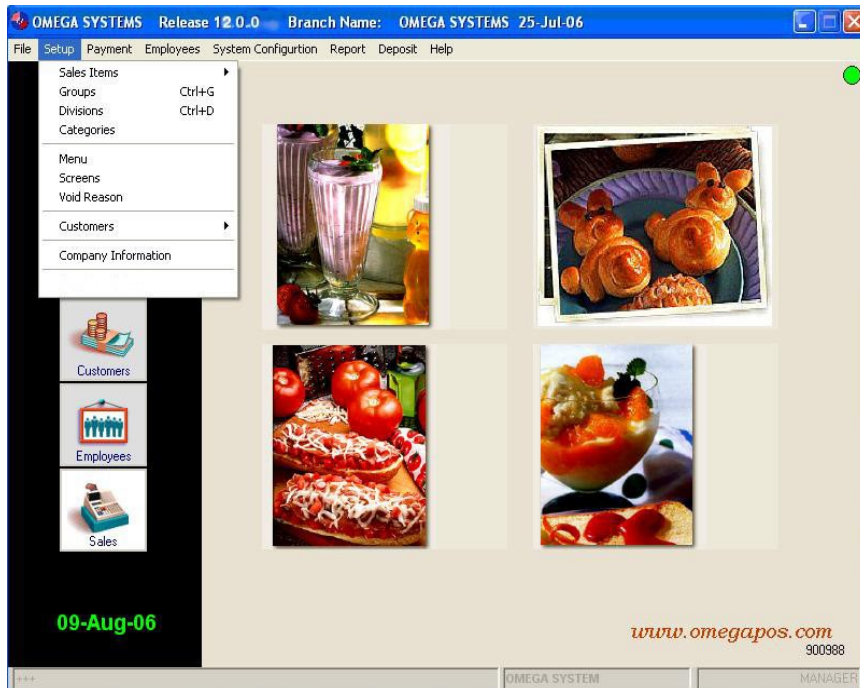 OMEGA SYSTEMS Release 12.0.0 Branch Name: OMEGA SYSTEMS 25-Jul-06
File Setup Payment Employees System Configurtion Report Deposit Help
Sales Items
Groups Ctrl+G
Divisions Ctrl+D
Categories
Menu
Screens
Void Reason
Customers
Company Information
Customers
Employees
Sales
09-Aug-06
www.omegapos.com
900988
+++ OMEGA SYSTEM MANAGER